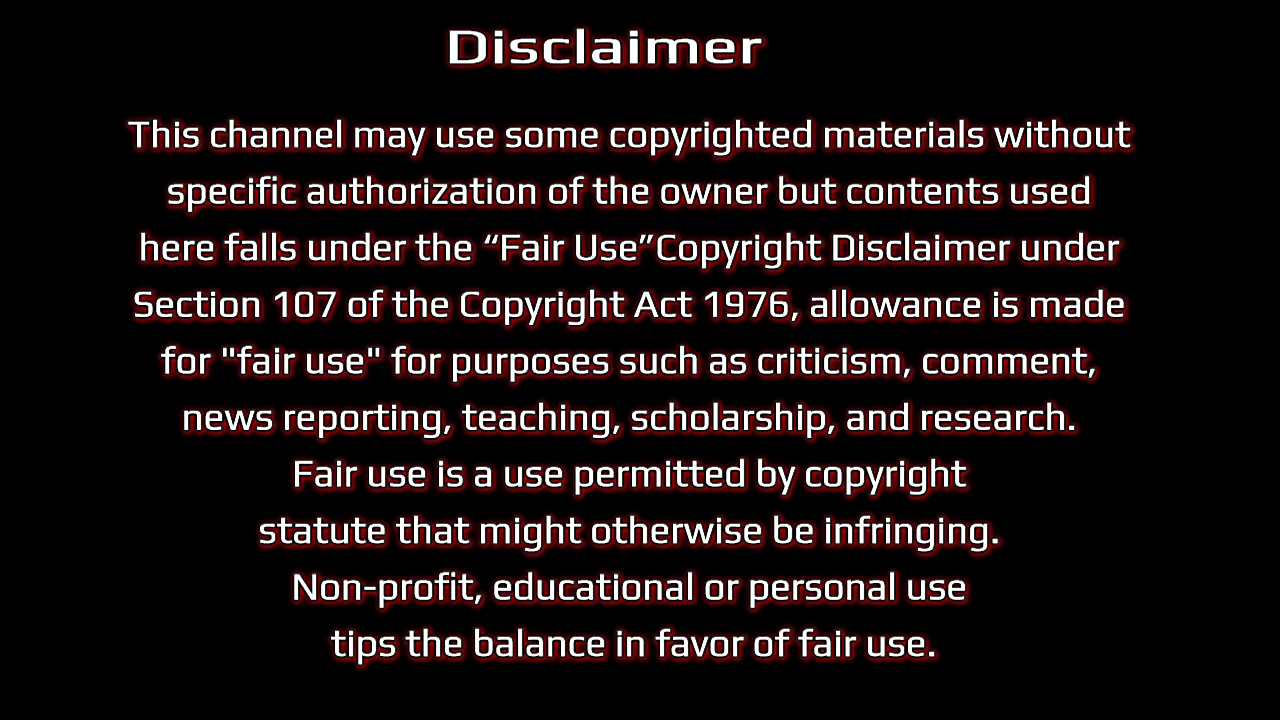 Disclaimer
This channel may use some copyrighted materials without
specific authorization of the owner but contents used
here falls under the “Fair Use”Copyright Disclaimer under
Section 107 of the Copyright Act 1976, allowance is made
for "fair use" for purposes such as criticism, comment,
news reporting, teaching, scholarship, and research.
Fair use is a use permitted by copyright
statute that might otherwise be infringing.
Non-profit, educational or personal use
tips the balance in favor of fair use.